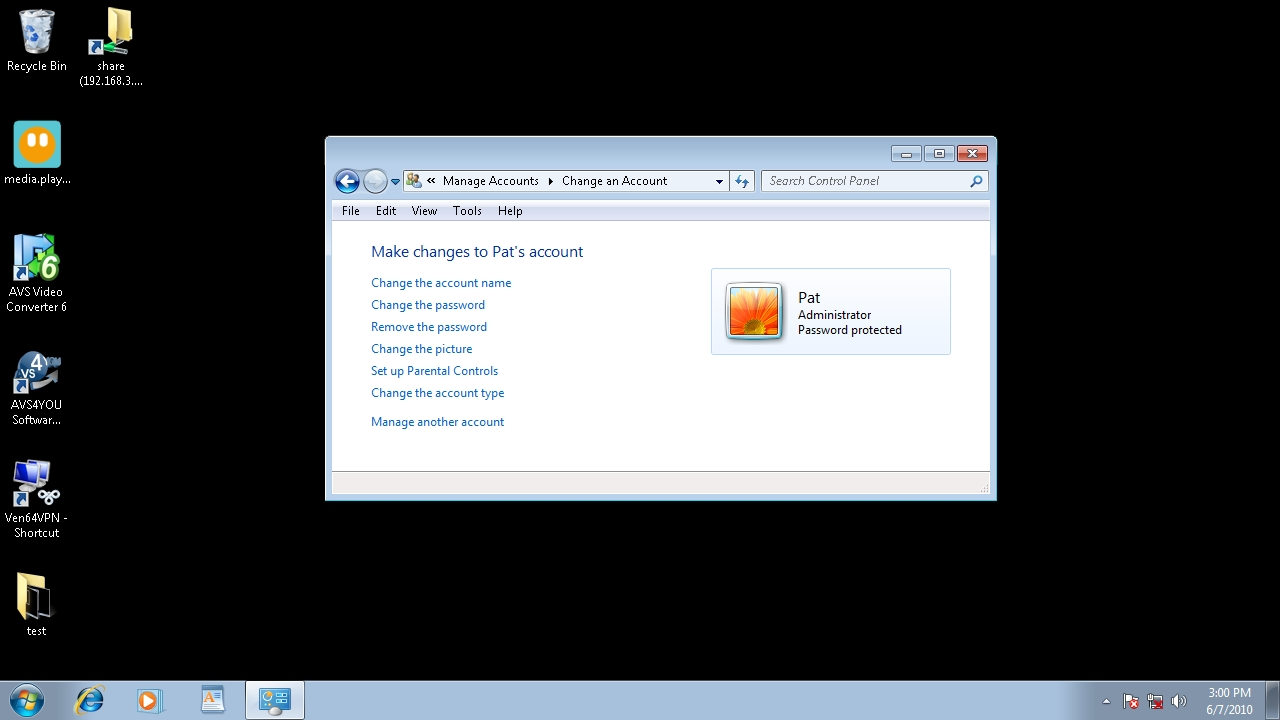 Recycle Bin
share
(192.168.3....
media.play...
AVS Video
Converter 6
AVS4YOU
Softwar...
Ven64VPN -
Shortcut
test
« Manage Accounts Change an Account
Search Control Panel
File Edit View Tools Help
Make changes to Pat's account
Change the account name
Change the password
Remove the password
Change the picture
Set up Parental Controls
Change the account type
Manage another account
Pat
Administrator
Password protected
3:00 PM
6/7/2010